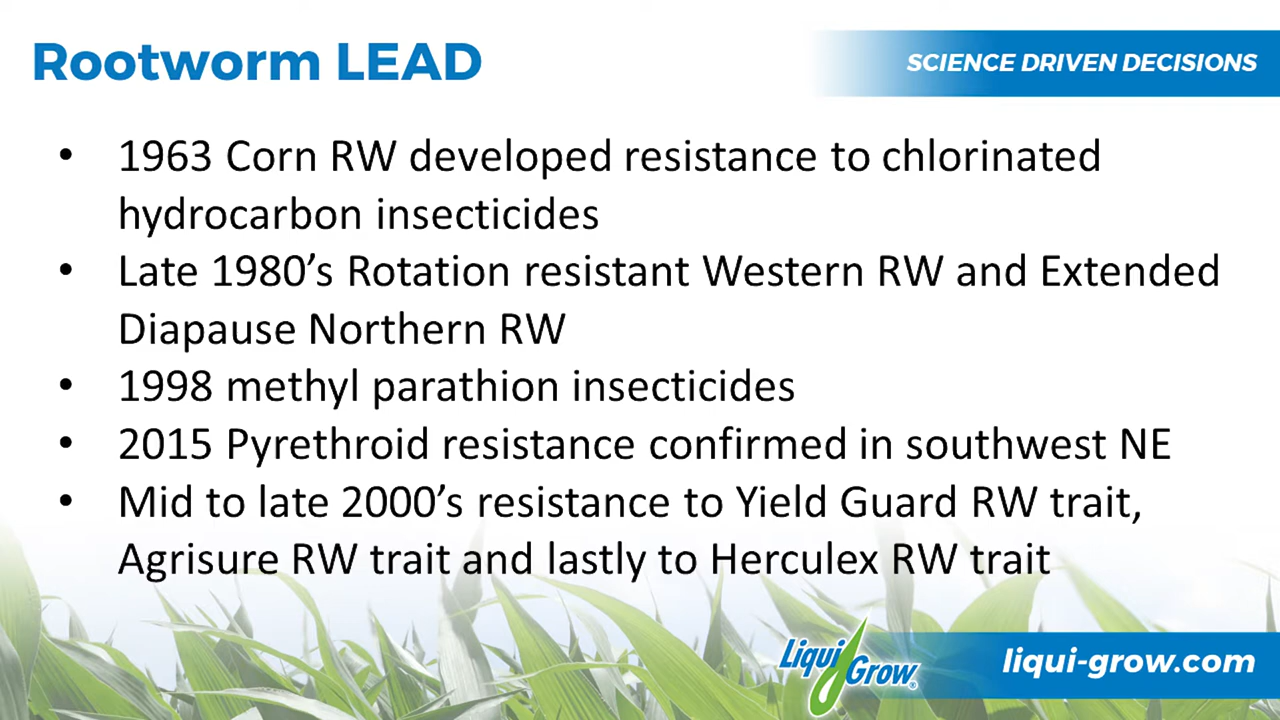 Rootworm LEAD
SCIENCE DRIVEN DECISIONS
• 1963 Corn RW developed resistance to chlorinated
hydrocarbon insecticides
• Late 1980’s Rotation resistant Western RW and Extended
Diapause Northern RW
• 1998 methyl parathion insecticides
• 2015 Pyrethroid resistance confirmed in southwest NE
• Mid to late 2000’s resistance to Yield Guard RW trait,
Agrisure RW trait and lastly to Herculex RW trait
Liqui Grow®
liqui-grow.com